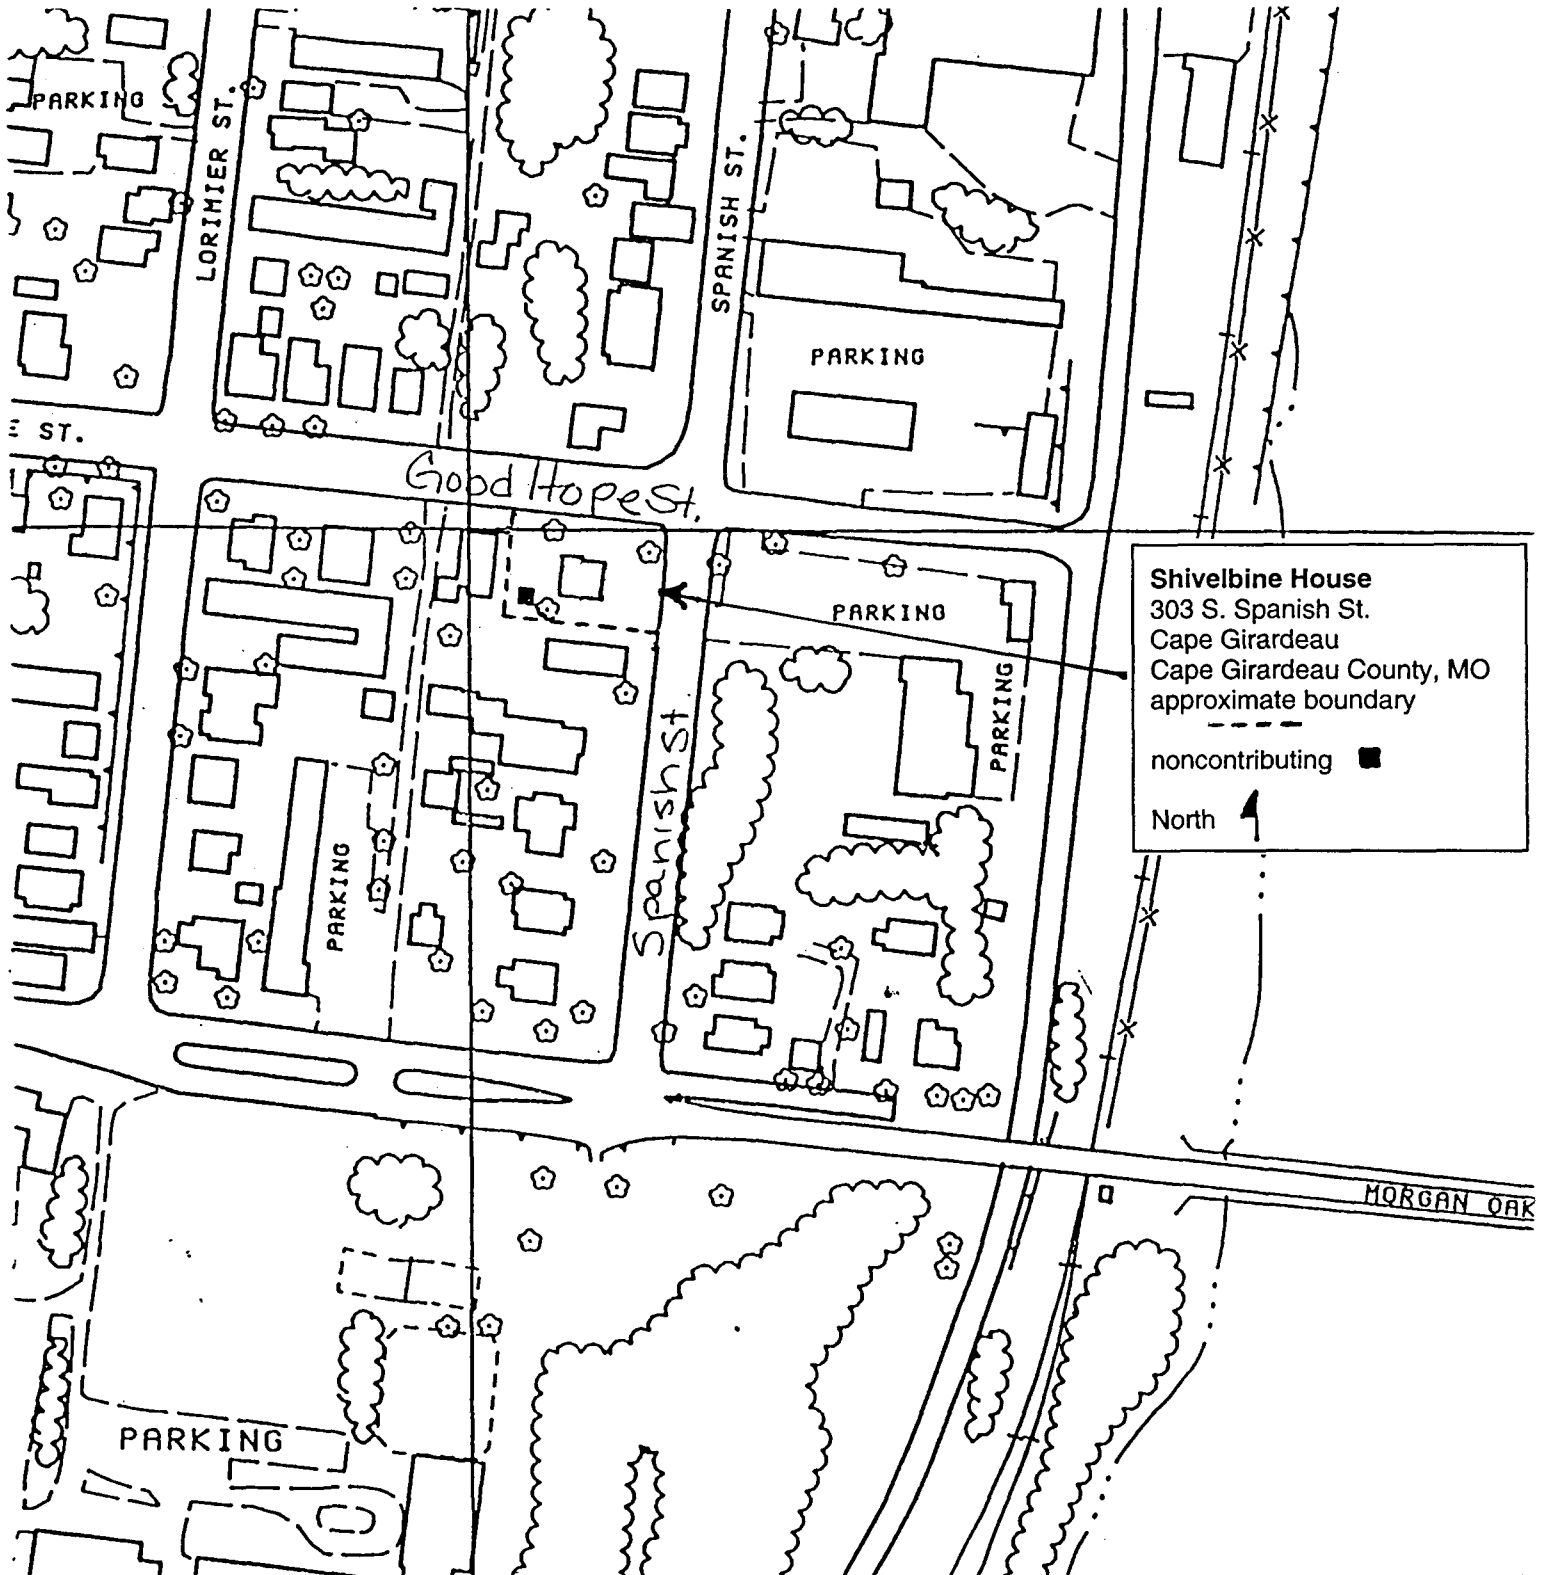 PARKING
LORIMIER ST.
SPANISH ST.
PARKING
E ST.
Good Hope St.
PARKING
Shivelbine House
303 S. Spanish St.
Cape Girardeau
Cape Girardeau County, MO
approximate boundary
noncontributing
North
PARKING
Spanish St
PARKING
MORGAN OAK
PARKING